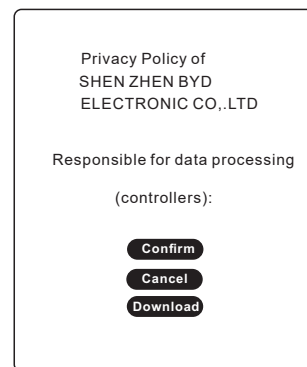 Privacy Policy of
SHEN ZHEN BYD
ELECTRONIC CO,.LTD
Responsible for data processing
(controllers):
Confirm
Cancel
Download